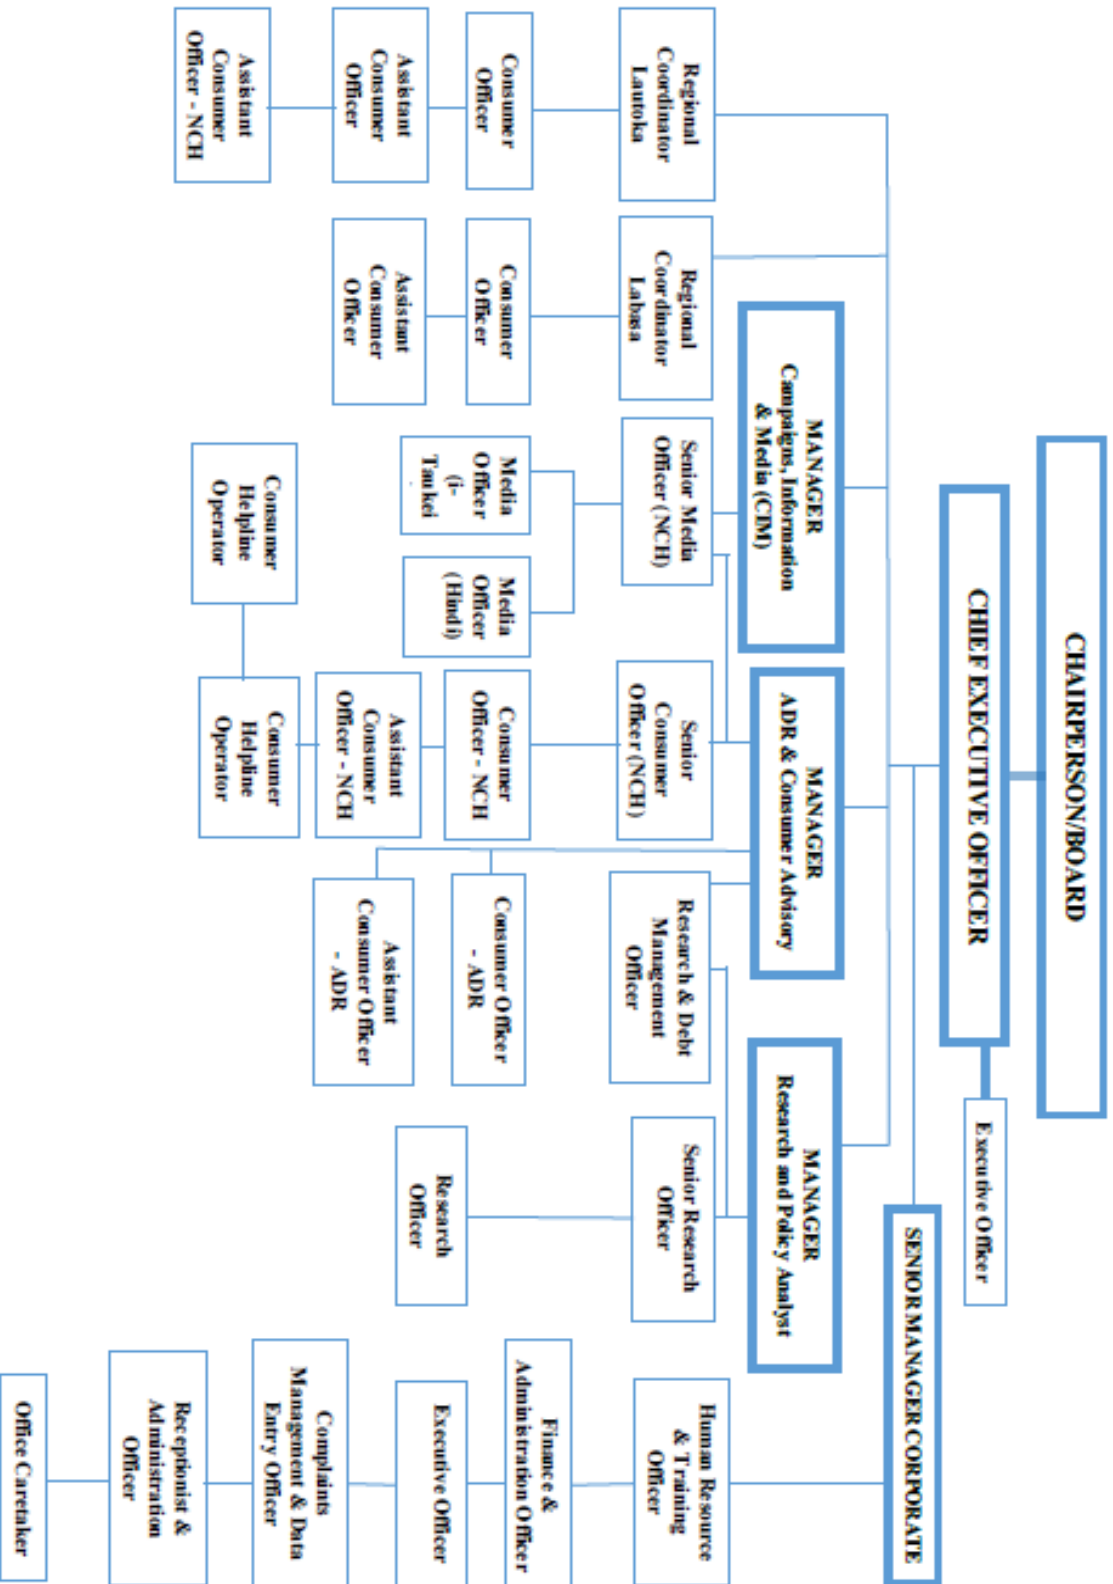 CHAIRPERSON/BOARD
CHIEF EXECUTIVE OFFICER
Executive Officer
SENIOR MANAGER CORPORATE
MANAGER
Campaigns, Information
& Media (CIM)
MANAGER
ADR & Consumer Advisory
MANAGER
Research and Policy Analyst
Regional
Coordinator
Lautoka
Regional
Coordinator
Labasa
Senior Media
Officer (NCH)
Senior
Consumer
Officer (NCH)
Research & Debt
Management
Officer
Senior Research
Officer
Human Resource
& Training
Officer
Consumer
Officer
Consumer
Officer
Media
Officer
(i-
Taukei
Media
Officer
(Hindi)
Consumer
Officer - NCH
Consumer Officer
- ADR
Research
Officer
Finance &
Administration Officer
Assistant
Consumer
Officer
Assistant
Consumer
Officer
Assistant
Consumer
Officer - NCH
Assistant
Consumer Officer
- ADR
Executive Officer
Assistant
Consumer
Officer - NCH
Consumer
Helpline
Operator
Consumer
Helpline
Operator
Complaints
Management & Data
Entry Officer
Receptionist &
Administration
Officer
Office Caretaker